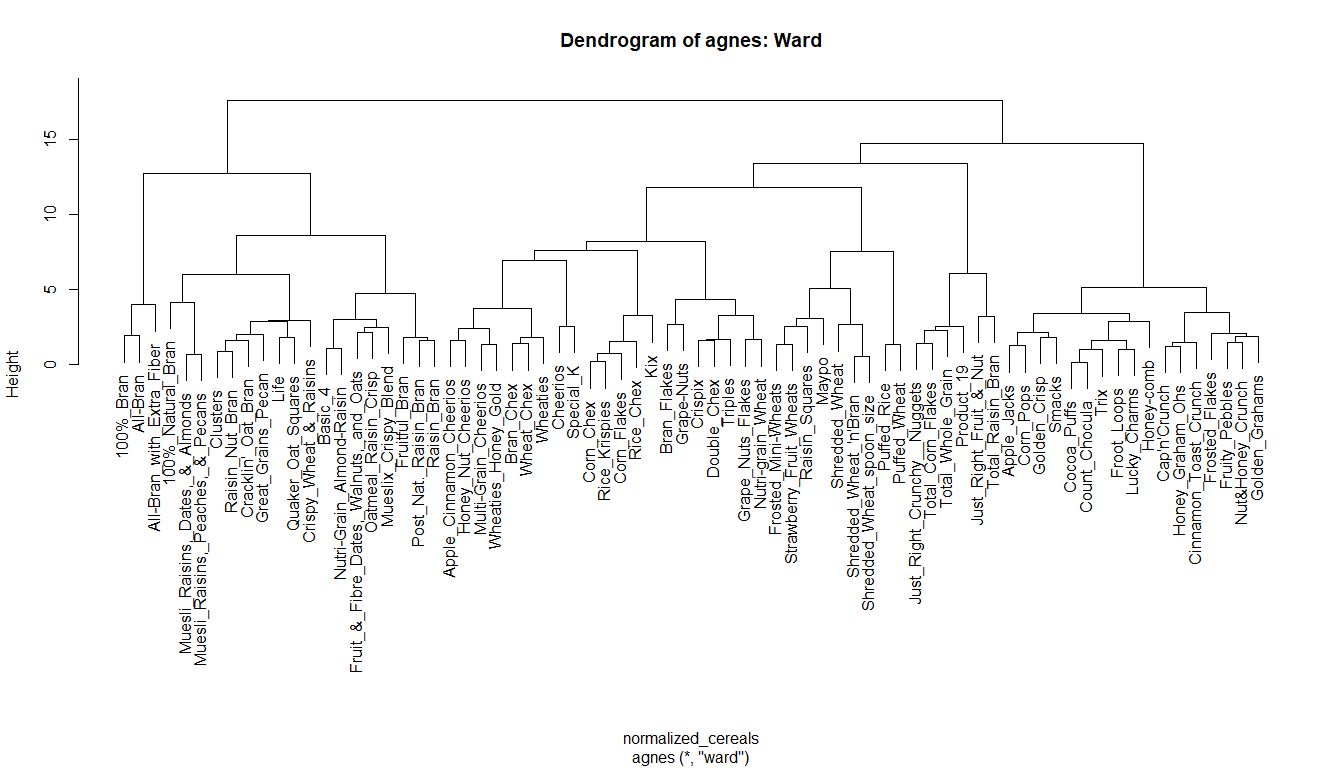 Dendrogram of agnes: Ward
Height
15
10
5
0
100%_Bran
All-Bran
All-Bran_with_Extra_Fiber
100%_Natural_Bran
Muesli_Raisins,_Dates,_&_Almonds
Muesli_Raisins,_Peaches,_&_Pecans
Clusters
Raisin_Nut_Bran
Cracklin'_Oat_Bran
Great_Grains_Pecan
Life
Quaker_Oat_Squares
Crispy_Wheat_&_Raisins
Basic_4
Nutri-Grain_Almond-Raisin
Fruit_&_Fibre_Dates,_Walnuts,_and_Oats
Oatmeal_Raisin_Crisp
Mueslix_Crispy_Blend
Fruitful_Bran
Post_Nat._Raisin_Bran
Raisin_Bran
Apple_Cinnamon_Cheerios
Honey_Nut_Cheerios
Multi-Grain_Cheerios
Wheaties_Honey_Gold
Bran_Chex
Wheat_Chex
Wheaties
Cheerios
Special_K
Corn_Chex
Rice_Krispies
Corn_Flakes
Rice_Chex
Kix
Bran_Flakes
Grape-Nuts
Crispix
Double_Chex
Triples
Grape_Nuts_Flakes
Nutri-grain_Wheat
Frosted_Mini-Wheats
Strawberry_Fruit_Wheats
Raisin_Squares
Maypo
Shredded_Wheat
Shredded_Wheat_'n'Bran
Shredded_Wheat_spoon_size
Puffed_Rice
Puffed_Wheat
Just_Right_Crunchy__Nuggets
Total_Corn_Flakes
Total_Whole_Grain
Product_19
Just_Right_Fruit_&_Nut
Total_Raisin_Bran
Apple_Jacks
Corn_Pops
Golden_Crisp
Smacks
Cocoa_Puffs
Count_Chocula
Trix
Froot_Loops
Lucky_Charms
Honey-comb
Cap'n'Crunch
Honey_Graham_Ohs
Cinnamon_Toast_Crunch
Frosted_Flakes
Fruity_Pebbles
Nut&Honey_Crunch
Golden_Grahams
normalized_cereals
agnes (*, "ward")